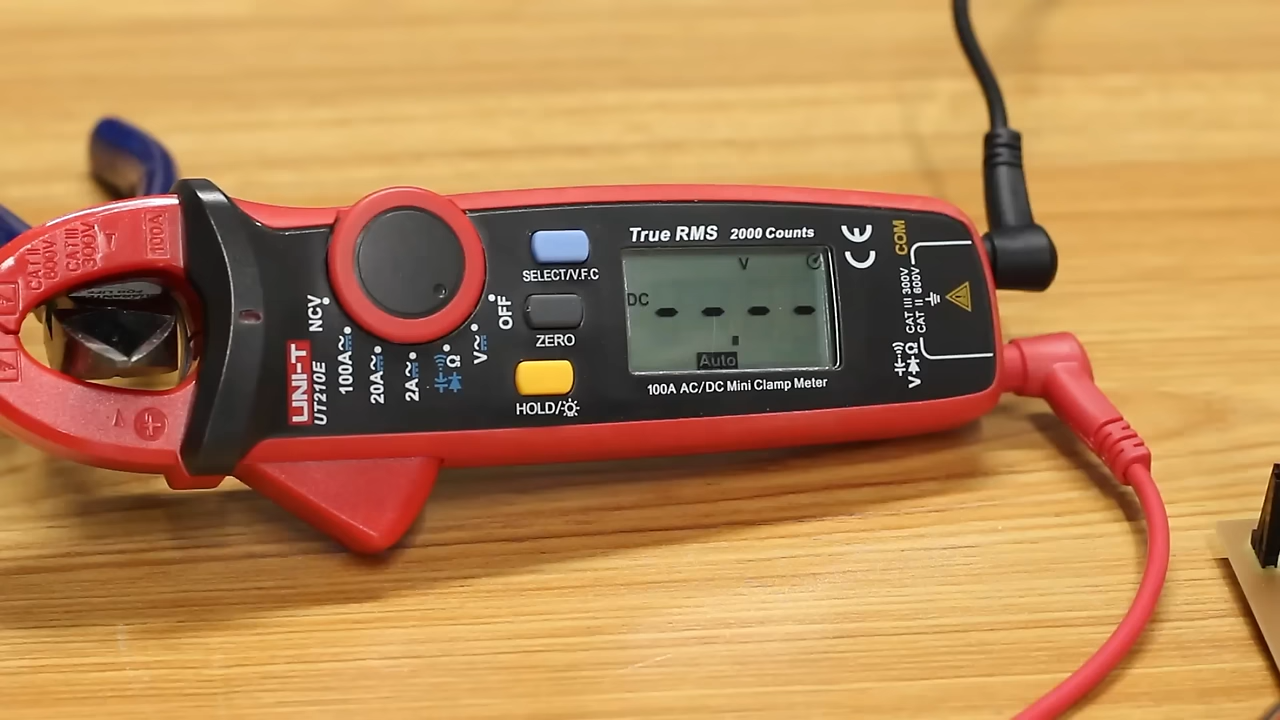 CAT II
600V
CAT III
300V
100A
NCV
100A
20A
2A
Ω
V
OFF
UNI-T
UT210E
SELECT/V.F.C
ZERO
HOLD/
True RMS 2000 Counts
V
DC - - - -
Auto
100A AC/DC Mini Clamp Meter
CE
COM
CAT III 300V
CAT II 600V
V Ω